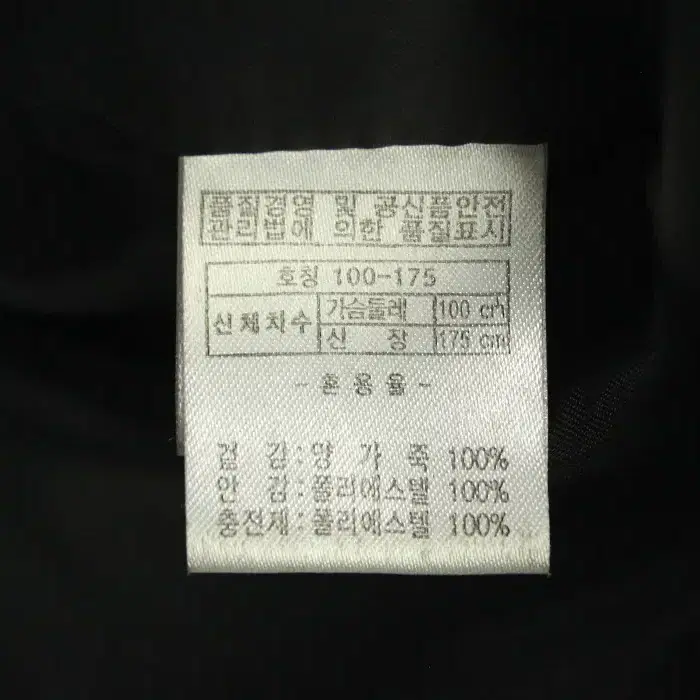 품질경영 및 공산품안전
관리법에 의한 품질표시
호칭 100-175
신체치수 가슴둘레 100 cm
신 장 175 cm
- 혼용율 -
겉 감 : 양 가 죽 100%
안 감 : 폴리에스텔 100%
충전재 : 폴리에스텔 100%